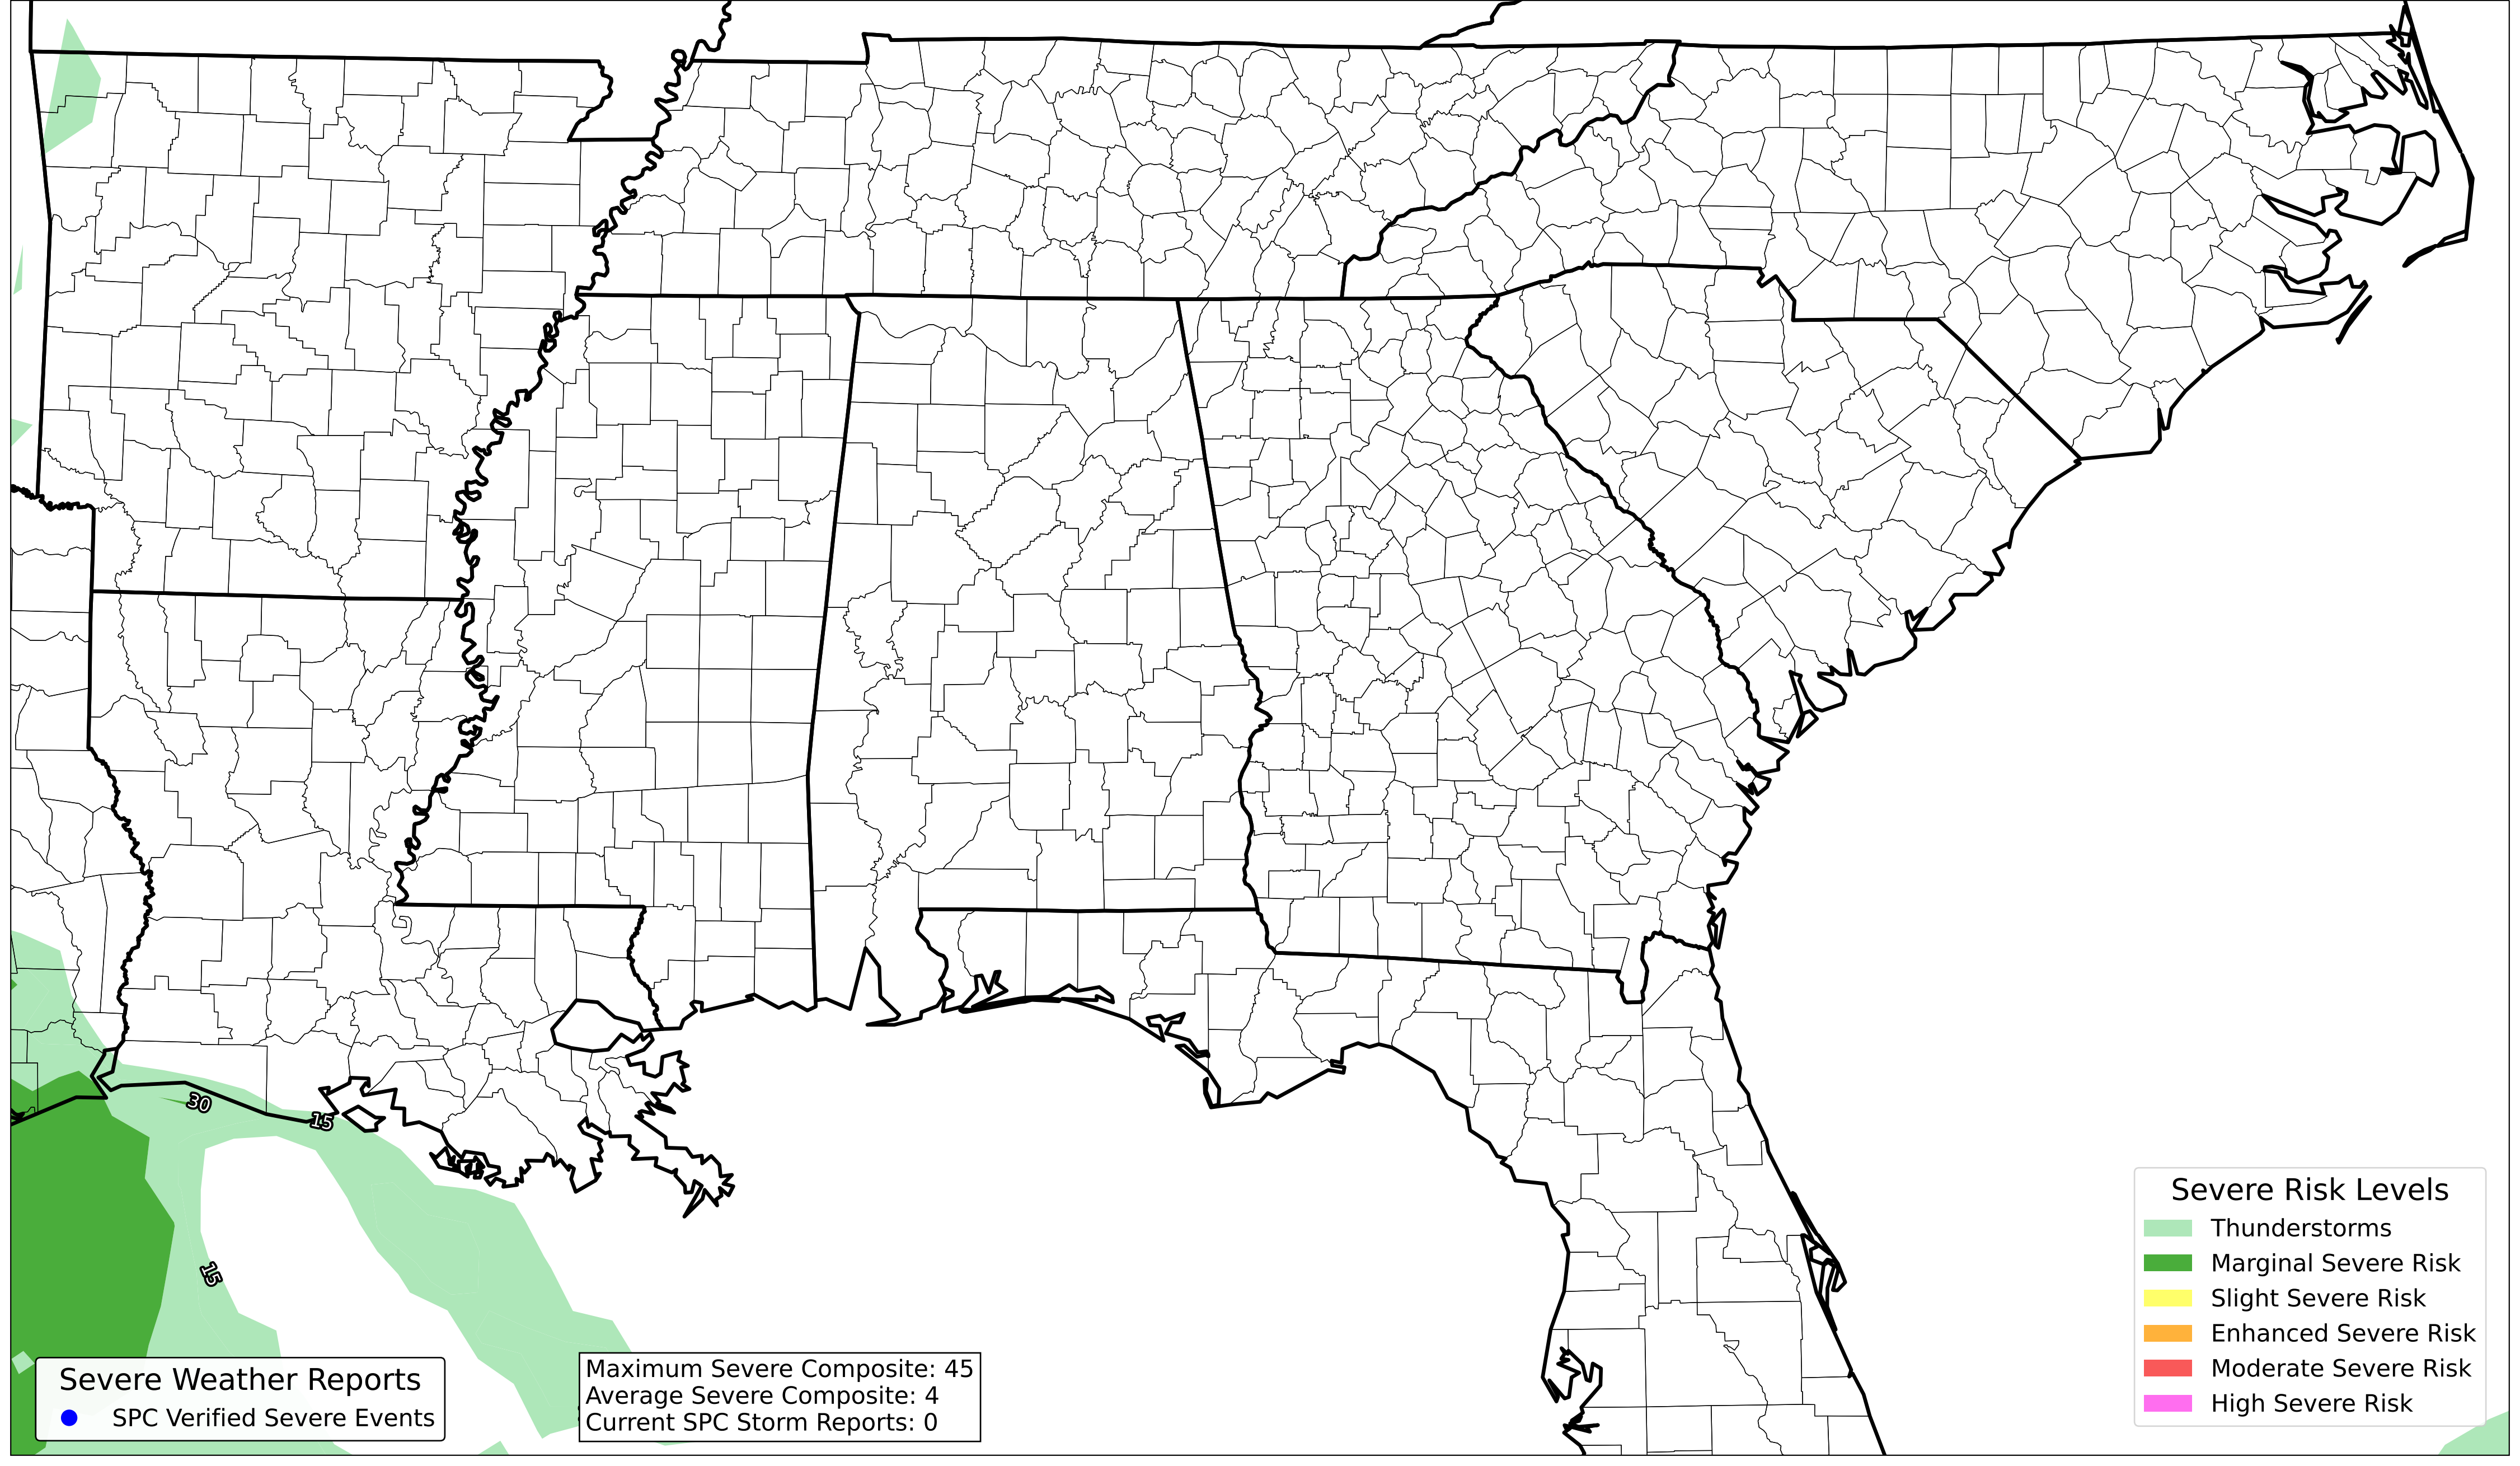 30
15
15
Severe Risk Levels
Thunderstorms
Marginal Severe Risk
Slight Severe Risk
Enhanced Severe Risk
Moderate Severe Risk
High Severe Risk
Severe Weather Reports
SPC Verified Severe Events
Maximum Severe Composite: 45
Average Severe Composite: 4
Current SPC Storm Reports: 0